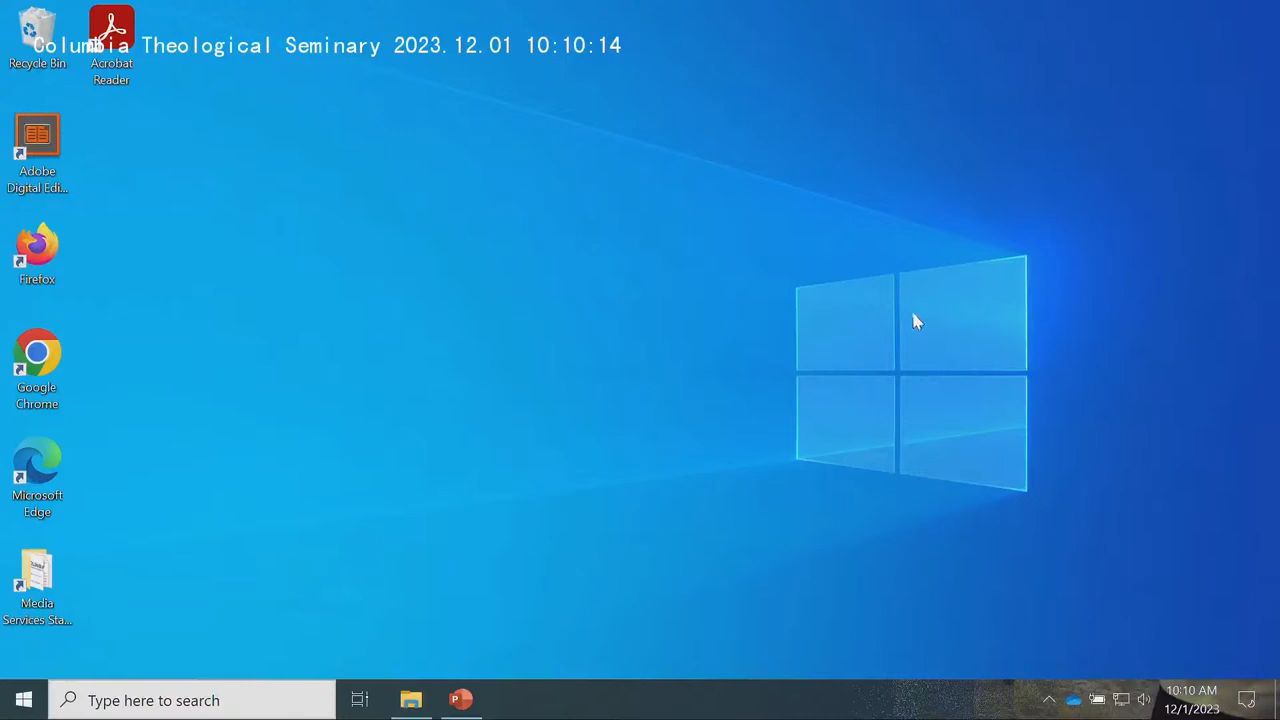 Columbia Theological Seminary 2023.12.01 10:10:14
Recycle Bin
Acrobat
Reader
Adobe
Digital Edi...
Firefox
Google
Chrome
Microsoft
Edge
Media
Services Sta...
Type here to search
10:10 AM
12/1/2023